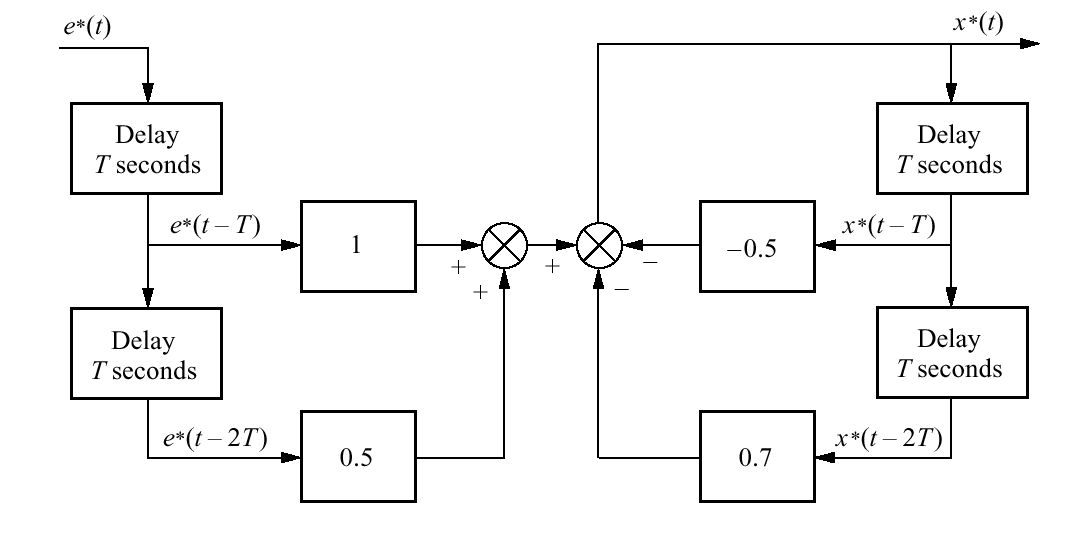 e*(t)
x*(t)
Delay
T seconds
Delay
T seconds
e*(t – T)
1
–0.5
x*(t – T)
+
+
–
+
–
Delay
T seconds
Delay
T seconds
e*(t – 2T)
0.5
0.7
x*(t – 2T)